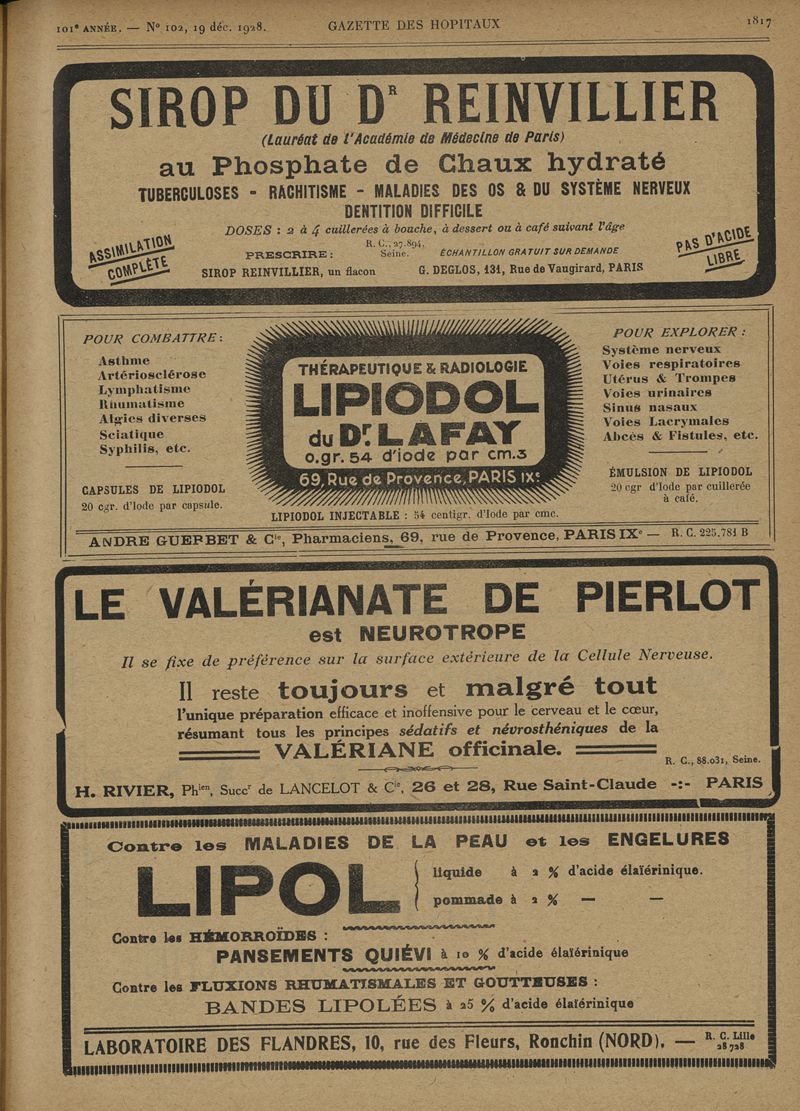 101e ANNÉE. — No 102, 19 déc. 1928. GAZETTE DES HOPITAUX 1817
SIROP DU DR REINVILLIER
(Lauréat de l'Académie de Médecine de Paris)
au Phosphate de Chaux hydraté
TUBERCULOSES - RACHITISME - MALADIES DES OS & DU SYSTÈME NERVEUX
DENTITION DIFFICILE
DOSES : 2 à 4 cuillerées à bouche, à dessert ou à café suivant l'âge
ASSIMILATION
COMPLÈTE
PRESCRIRE :
SIROP REINVILLIER, un flacon
R. C., 27.894,
Seine.
ÉCHANTILLON GRATUIT SUR DEMANDE
G. DEGLOS, 131, Rue de Vaugirard, PARIS
PAS D'ACIDE
LIBRE
POUR COMBATTRE :
Asthme
Artériosclérose
Lymphatisme
Rhumatisme
Algies diverses
Sciatique
Syphilis, etc.
CAPSULES DE LIPIODOL
20 cgr. d'Iode par capsule.
THÉRAPEUTIQUE & RADIOLOGIE
LIPIODOL
du Dr. LAFAY
0.gr. 54 d'iode par cm.3
69, Rue de Provence, PARIS IXe
LIPIODOL INJECTABLE : 54 centigr. d'Iode par cmc.
POUR EXPLORER :
Système nerveux
Voies respiratoires
Utérus & Trompes
Voies urinaires
Sinus nasaux
Voies Lacrymales
Abcés & Fistules, etc.
ÉMULSION DE LIPIODOL
20 cgr d'Iode par cuillerée
à café.
ANDRE GUERBET & Cie, Pharmaciens, 69, rue de Provence, PARIS IXe — R. C. 225.781 B
LE VALÉRIANATE DE PIERLOT
est NEUROTROPE
Il se fixe de préférence sur la surface extérieure de la Cellule Nerveuse.
Il reste toujours et malgré tout
l'unique préparation efficace et inoffensive pour le cerveau et le cœur,
résumant tous les principes sédatifs et névrosthéniques de la
VALÉRIANE officinale.
R. C., 88.031, Seine.
H. RIVIER, Phien, Succr de LANCELOT & Cie, 26 et 28, Rue Saint-Claude -:- PARIS
Contre les MALADIES DE LA PEAU et les ENGELURES
LIPOL
liquide à 2 % d'acide élaïérinique.
pommade à 2 % — —
Contre les HÉMORROÏDES :
PANSEMENTS QUIÉVI à 10 % d'acide élaïérinique
Contre les FLUXIONS RHUMATISMALES ET GOUTTEUSES :
BANDES LIPOLÉES à 25 % d'acide élaïérinique
LABORATOIRE DES FLANDRES, 10, rue des Fleurs, Ronchin (NORD). — R. C. Lille
28728